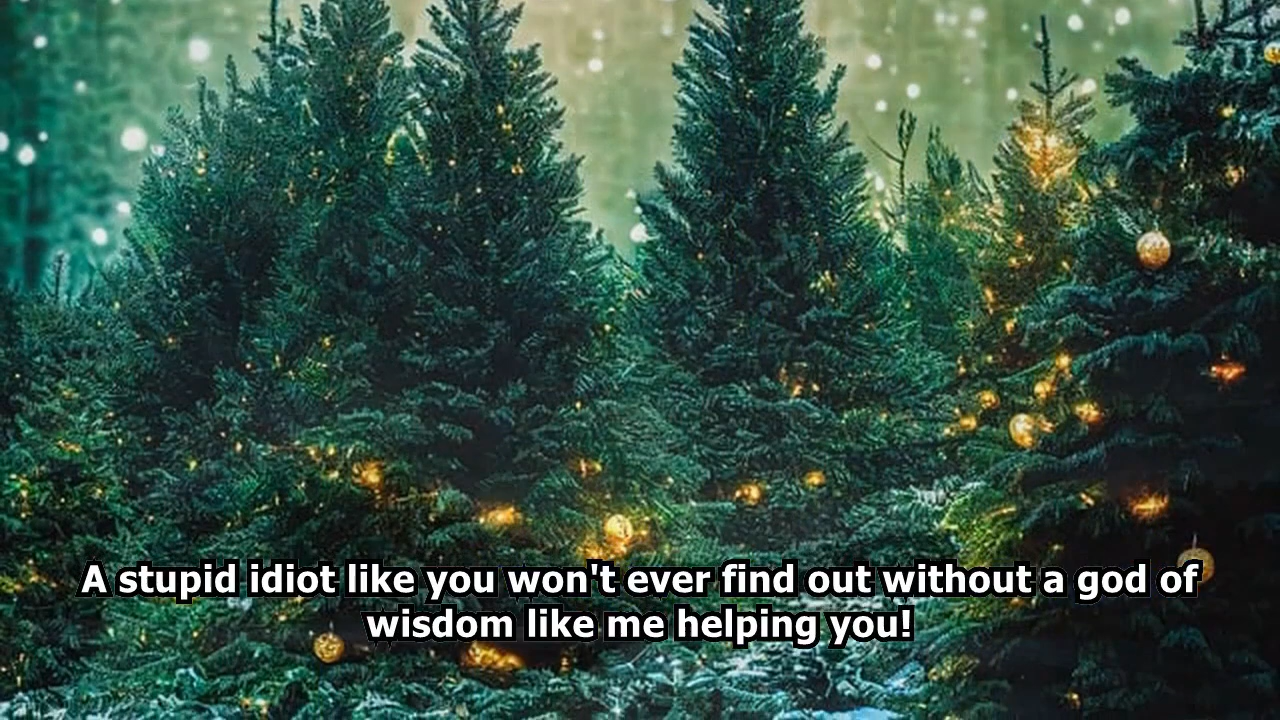 A stupid idiot like you won't ever find out without a god of
wisdom like me helping you!